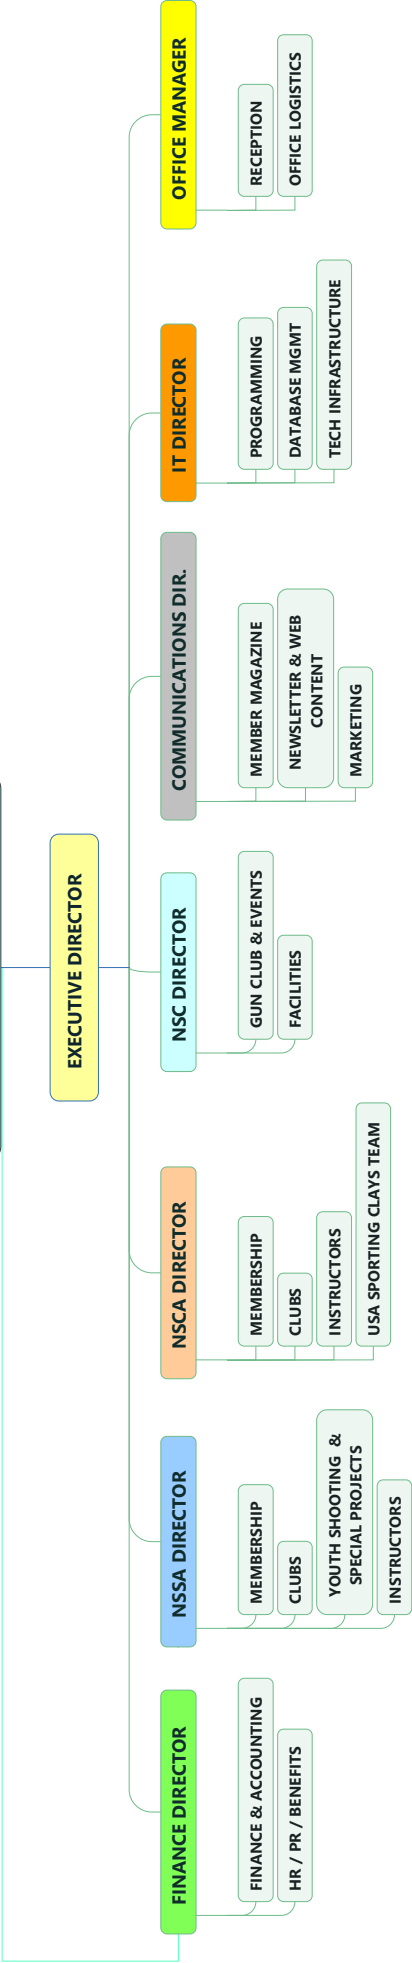 EXECUTIVE DIRECTOR
FINANCE DIRECTOR
FINANCE & ACCOUNTING
HR / PR / BENEFITS
NSSA DIRECTOR
MEMBERSHIP
CLUBS
YOUTH SHOOTING &
SPECIAL PROJECTS
INSTRUCTORS
NSCA DIRECTOR
MEMBERSHIP
CLUBS
INSTRUCTORS
USA SPORTING CLAYS TEAM
NSC DIRECTOR
GUN CLUB & EVENTS
FACILITIES
COMMUNICATIONS DIR.
MEMBER MAGAZINE
NEWSLETTER & WEB
CONTENT
MARKETING
IT DIRECTOR
PROGRAMMING
DATABASE MGMT
TECH INFRASTRUCTURE
OFFICE MANAGER
RECEPTION
OFFICE LOGISTICS